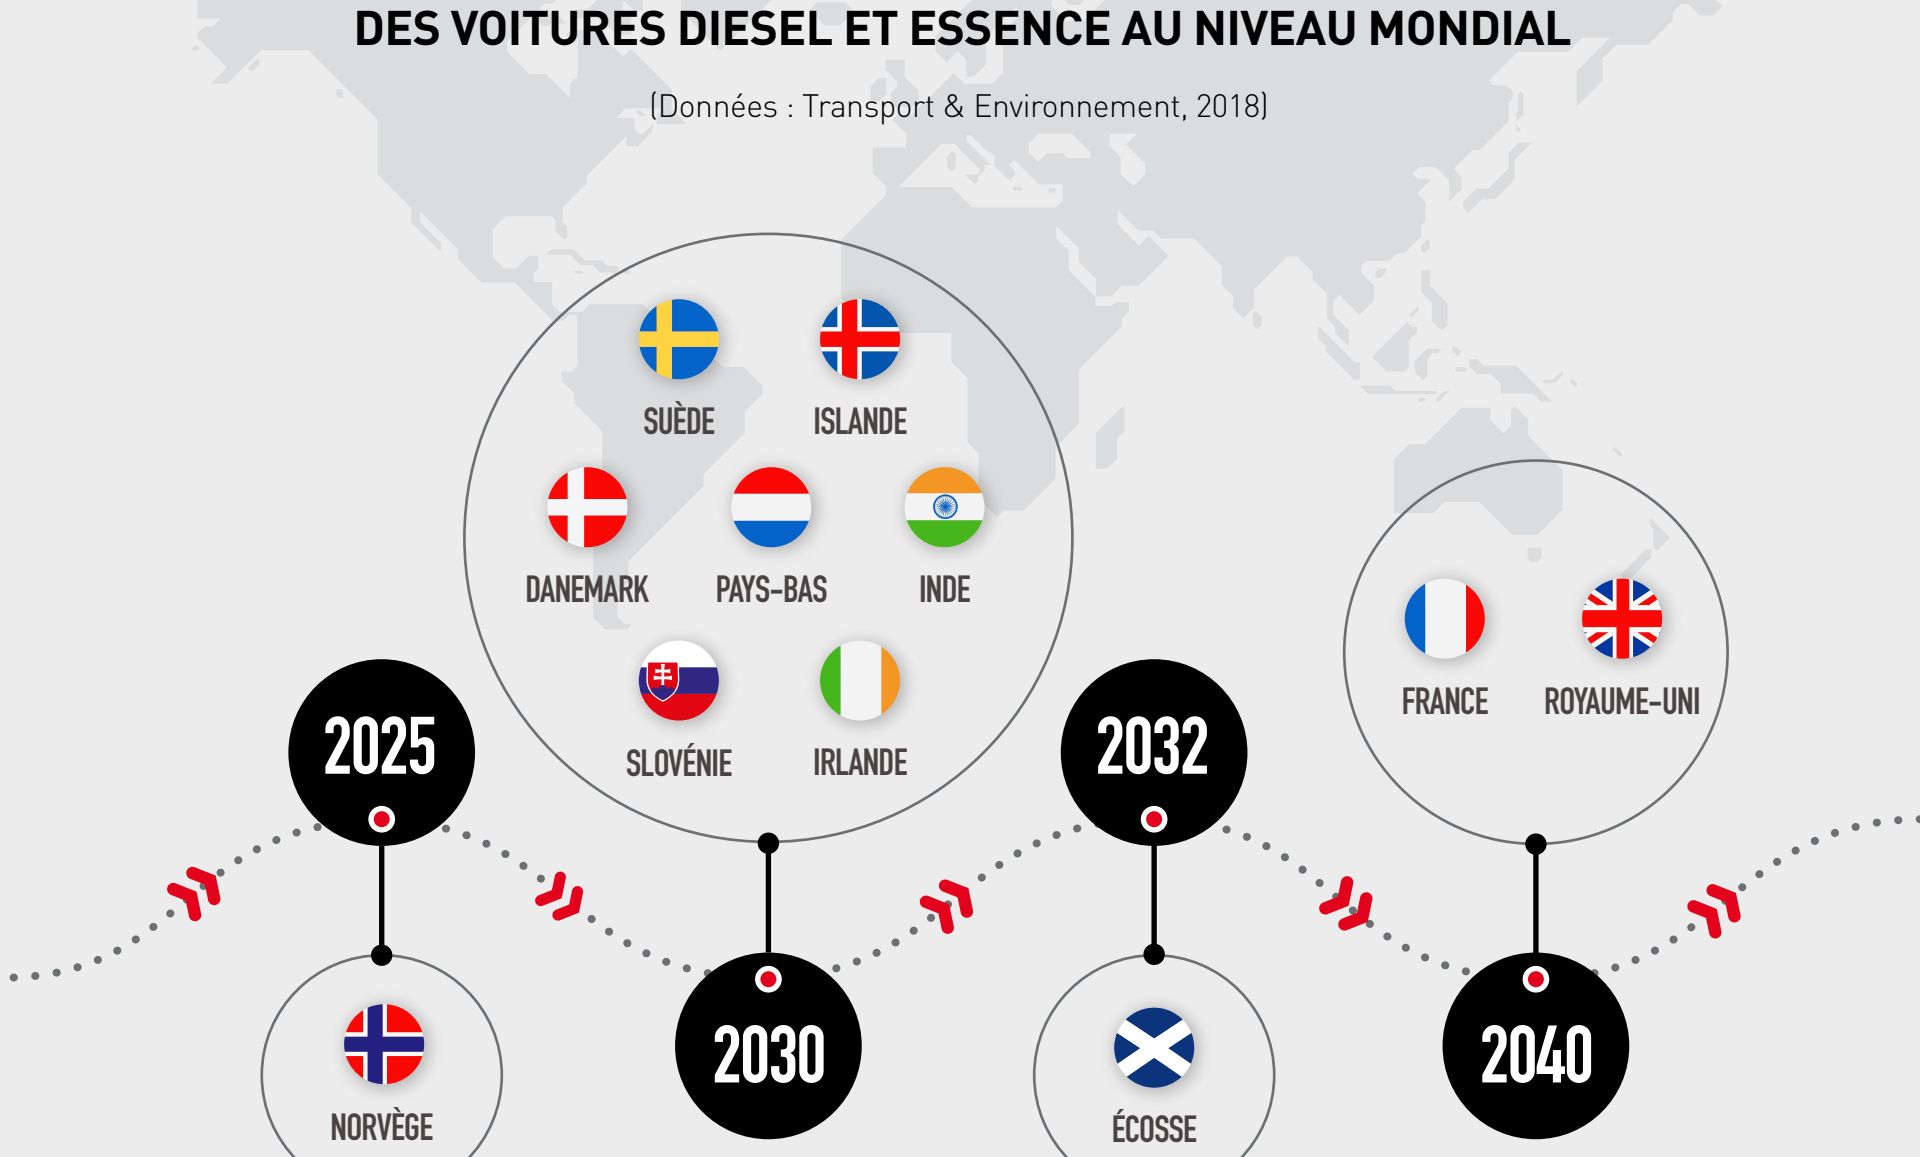 DES VOITURES DIESEL ET ESSENCE AU NIVEAU MONDIAL
(Données : Transport & Environnement, 2018)
SUÈDE
ISLANDE
DANEMARK
PAYS-BAS
INDE
SLOVÉNIE
IRLANDE
FRANCE
ROYAUME-UNI
2025
2032
2030
2040
NORVÈGE
ÉCOSSE